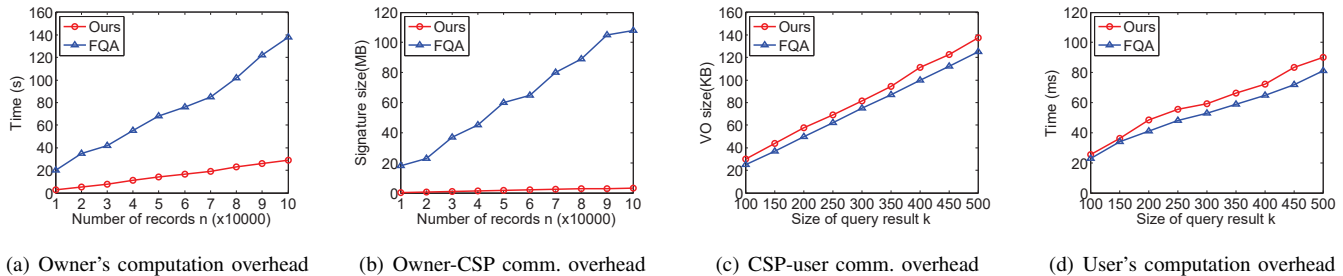 160
140
120
100
80
60
40
20
0
Time (s)
Ours
FQA
1 2 3 4 5 6 7 8 9 10
Number of records n (x10000)
(a) Owner's computation overhead
120
100
80
60
40
20
0
Signature size(MB)
Ours
FQA
1 2 3 4 5 6 7 8 9 10
Number of records n (x10000)
(b) Owner-CSP comm. overhead
160
140
120
100
80
60
40
20
0
VO size(KB)
Ours
FQA
100 150 200 250 300 350 400 450 500
Size of query result k
(c) CSP-user comm. overhead
120
100
80
60
40
20
0
Time (ms)
Ours
FQA
100 150 200 250 300 350 400 450 500
Size of query result k
(d) User's computation overhead